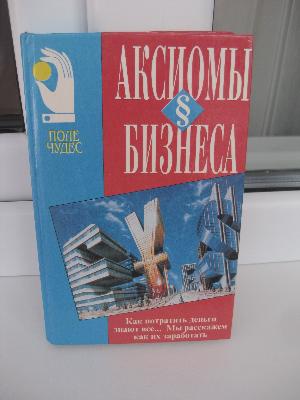 АКСИОМЫ
§
БИЗНЕСА
ПОЛЕ
ЧУДЕС
Как потратить деньги
знают все... Мы расскажем
как их заработать